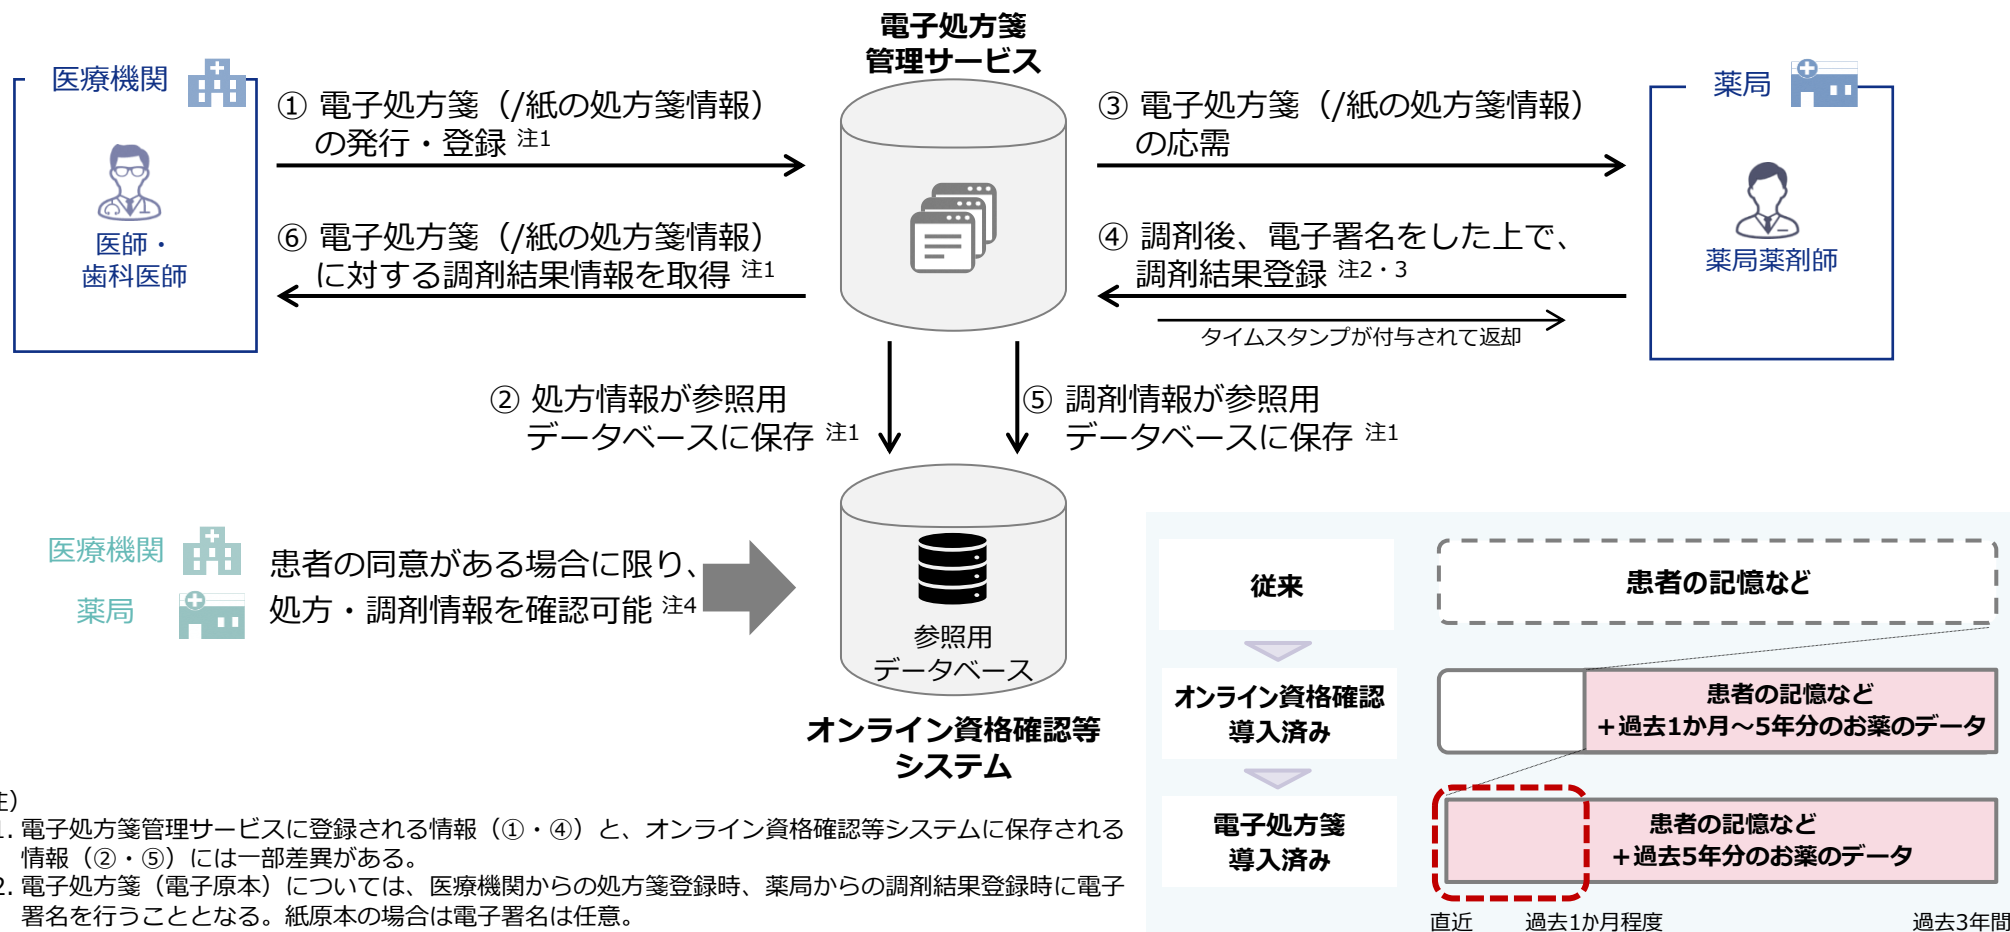 電子処方箋
管理サービス
医療機関
医師・
歯科医師
① 電子処方箋（/紙の処方箋情報）
の発行・登録 注1
⑥ 電子処方箋（/紙の処方箋情報）
に対する調剤結果情報を取得 注1
③ 電子処方箋（/紙の処方箋情報）
の応需
④ 調剤後、電子署名をした上で、
調剤結果登録 注2・3
タイムスタンプが付与されて返却
薬局
薬局薬剤師
② 処方情報が参照用
データベースに保存 注1
⑤ 調剤情報が参照用
データベースに保存 注1
医療機関
薬局
患者の同意がある場合に限り、
処方・調剤情報を確認可能 注4
参照用
データベース
オンライン資格確認等
システム
従来
患者の記憶など
オンライン資格確認
導入済み
患者の記憶など
＋過去1か月～5年分のお薬のデータ
電子処方箋
導入済み
患者の記憶など
＋過去5年分のお薬のデータ
直近
過去1か月程度
過去3年間
注）
1. 電子処方箋管理サービスに登録される情報（①・④）と、オンライン資格確認等システムに保存される
情報（②・⑤）には一部差異がある。
2. 電子処方箋（電子原本）については、医療機関からの処方箋登録時、薬局からの調剤結果登録時に電子
署名を行うこととなる。紙原本の場合は電子署名は任意。